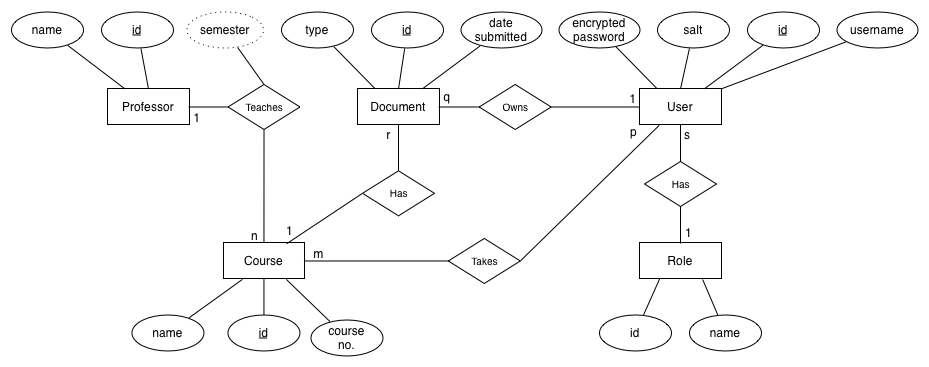 name
id
semester
type
id
date
submitted
encrypted
password
salt
id
username
Professor
1
Teaches
Document
q
Owns
1
User
r
p
s
Has
Has
n
1
1
Course
m
Takes
Role
name
id
course
no.
id
name